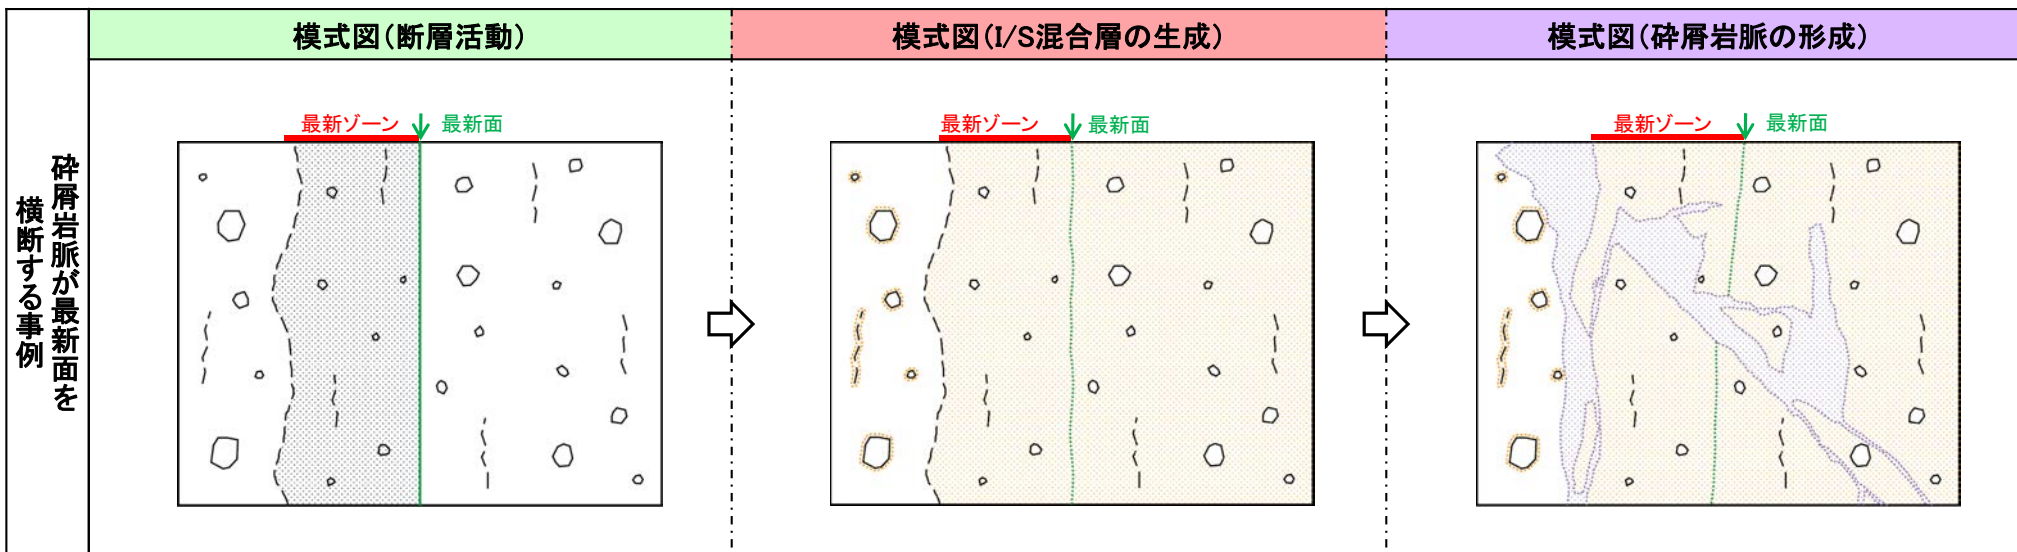 模式図(断層活動)
模式図(I/S混合層の生成)
模式図(砕屑岩脈の形成)
砕屑岩脈が最新面を
横断する事例
最新ゾーン
最新面
最新ゾーン
最新面
最新ゾーン
最新面